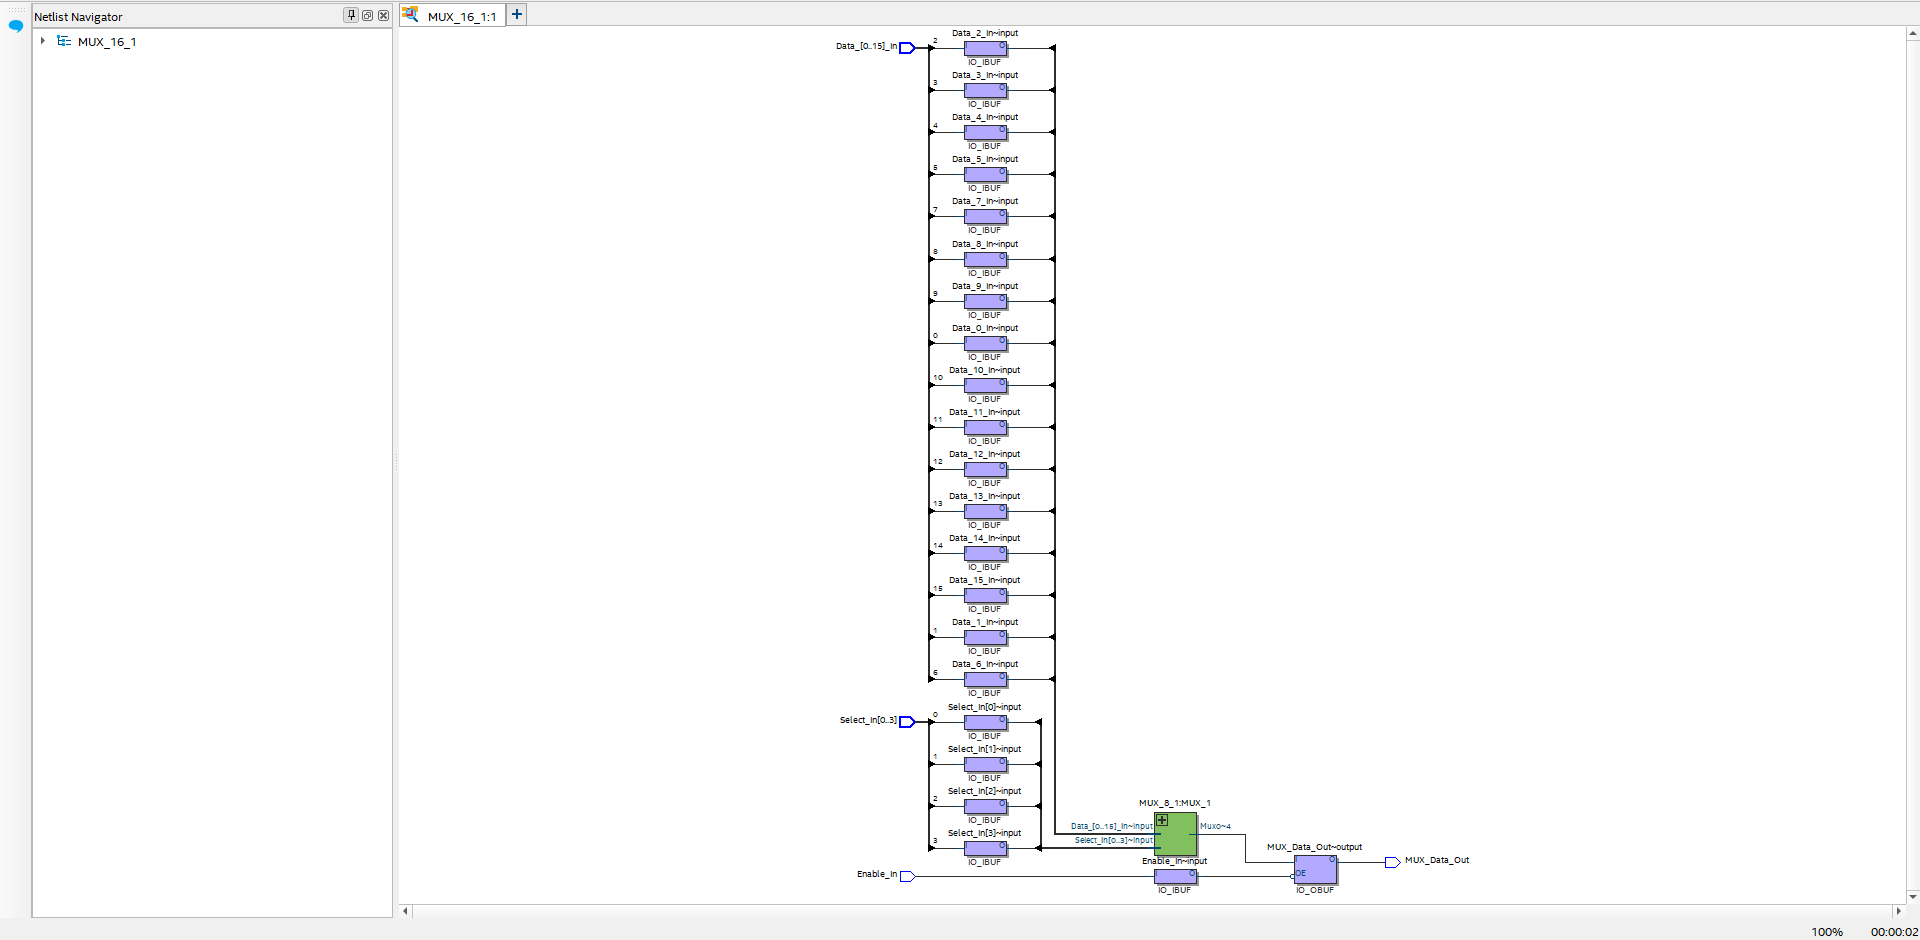 Netlist Navigator
MUX_16_1
MUX_16_1:1
Data_[0..15]_In
2
Data_2_In~input
I
O
IO_IBUF
3
Data_3_In~input
I
O
IO_IBUF
4
Data_4_In~input
I
O
IO_IBUF
5
Data_5_In~input
I
O
IO_IBUF
7
Data_7_In~input
I
O
IO_IBUF
8
Data_8_In~input
I
O
IO_IBUF
9
Data_9_In~input
I
O
IO_IBUF
0
Data_0_In~input
I
O
IO_IBUF
10
Data_10_In~input
I
O
IO_IBUF
11
Data_11_In~input
I
O
IO_IBUF
12
Data_12_In~input
I
O
IO_IBUF
13
Data_13_In~input
I
O
IO_IBUF
14
Data_14_In~input
I
O
IO_IBUF
15
Data_15_In~input
I
O
IO_IBUF
1
Data_1_In~input
I
O
IO_IBUF
6
Data_6_In~input
I
O
IO_IBUF
Select_In[0..3]
0
Select_In[0]~input
I
O
IO_IBUF
1
Select_In[1]~input
I
O
IO_IBUF
2
Select_In[2]~input
I
O
IO_IBUF
3
Select_In[3]~input
I
O
IO_IBUF
MUX_8_1:MUX_1
Data_[0..15]_In~input
Select_In[0..3]~input
Mux0~4
Enable_In
Enable_In~input
I
O
IO_IBUF
MUX_Data_Out~output
I
O
OE
IO_OBUF
MUX_Data_Out
100%
00:00:02